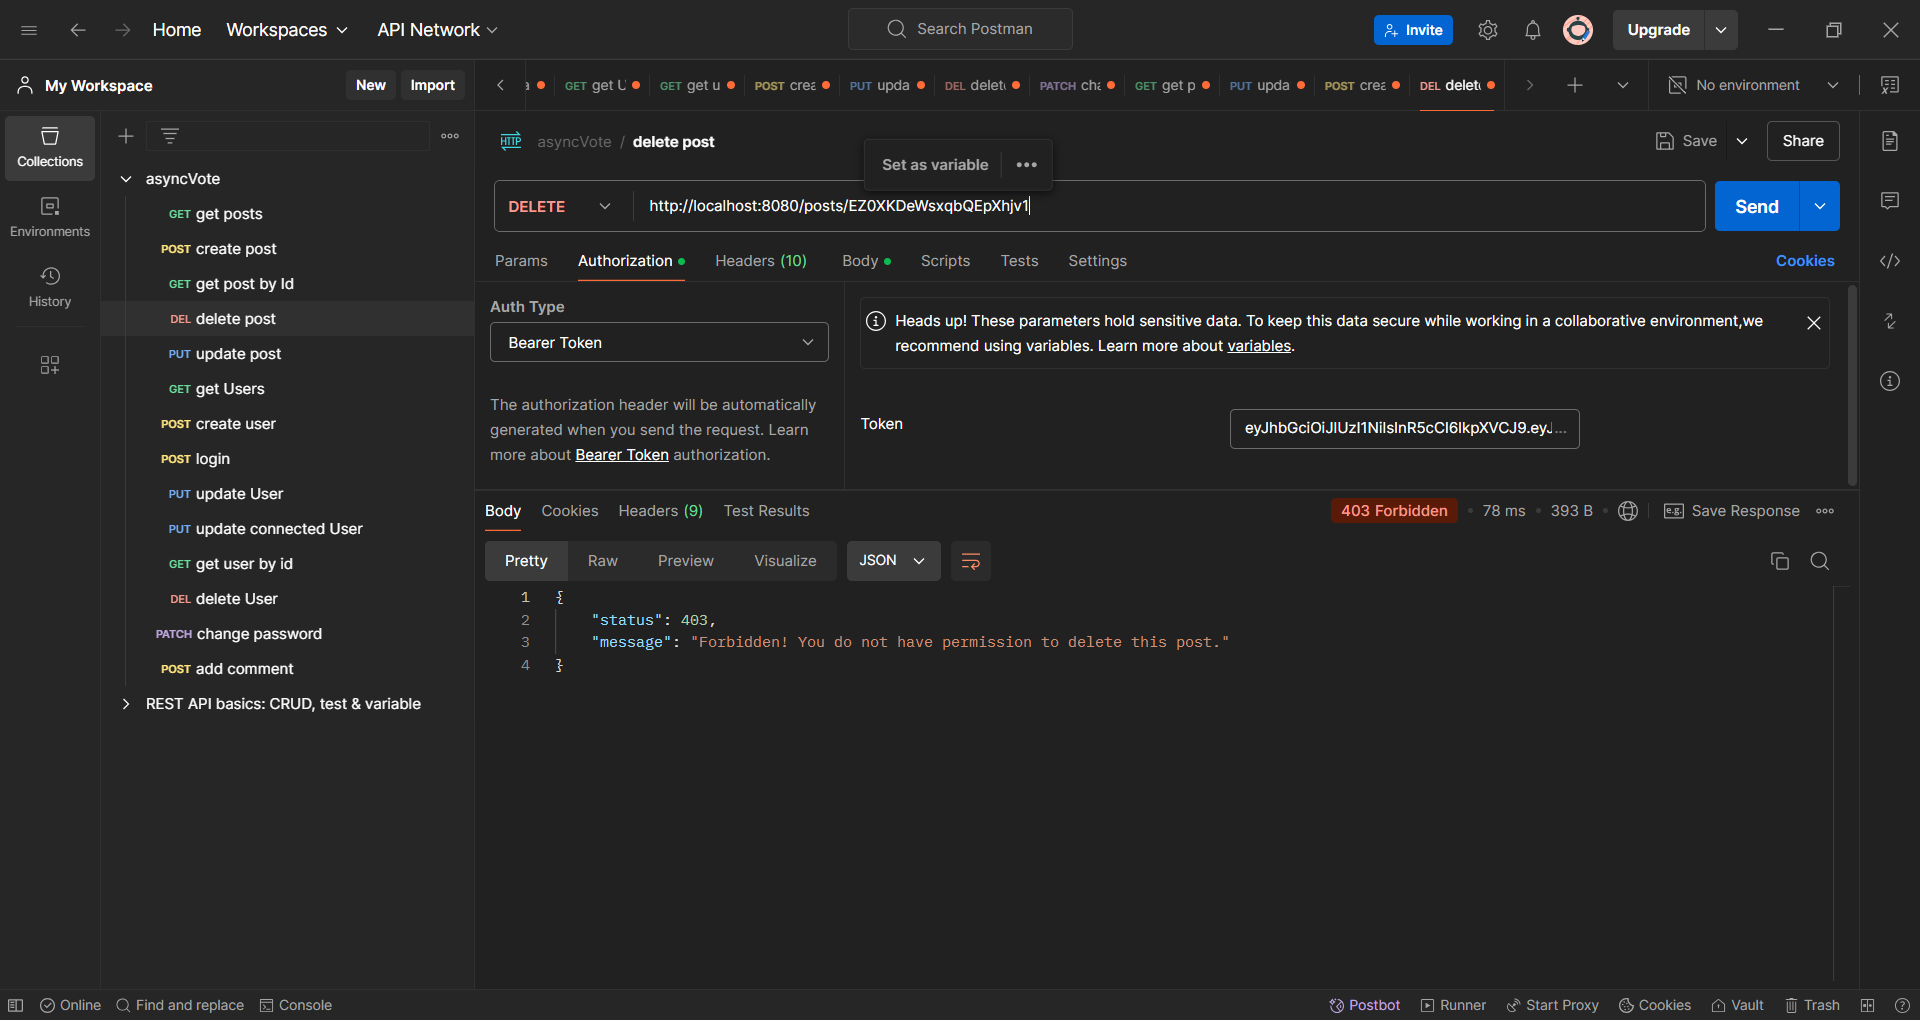 Home Workspaces API Network Search Postman Invite Upgrade
My Workspace New Import
GET get U POST crea PUT upda DEL delet PATCH cha GET get p PUT upda POST crea DEL delet No environment
GET get u
Collections
Environments
History
asyncVote
GET get posts
POST create post
GET get post by Id
DEL delete post
PUT update post
GET get Users
POST create user
POST login
PUT update User
PUT update connected User
GET get user by id
DEL delete User
PATCH change password
POST add comment
REST API basics: CRUD, test & variable
HTTP asyncVote / delete post Save Share
Set as variable
DELETE http://localhost:8080/posts/EZ0XKDeWsxqbQEpXhjv1 Send
Params Authorization Headers (10) Body Scripts Tests Settings Cookies
Auth Type
Bearer Token
The authorization header will be automatically
generated when you send the request. Learn
more about Bearer Token authorization.
Heads up! These parameters hold sensitive data. To keep this data secure while working in a collaborative environment,we
recommend using variables. Learn more about variables.
Token eyJhbGciOiJIUzI1NiIsInR5cCI6IkpXVCJ9.eyJ...
Body Cookies Headers (9) Test Results 403 Forbidden 78 ms 393 B e.g. Save Response
Pretty Raw Preview Visualize JSON
1 {
2 "status": 403,
3 "message": "Forbidden! You do not have permission to delete this post."
4 }
Online Find and replace Console Postbot Runner Start Proxy Cookies Vault Trash